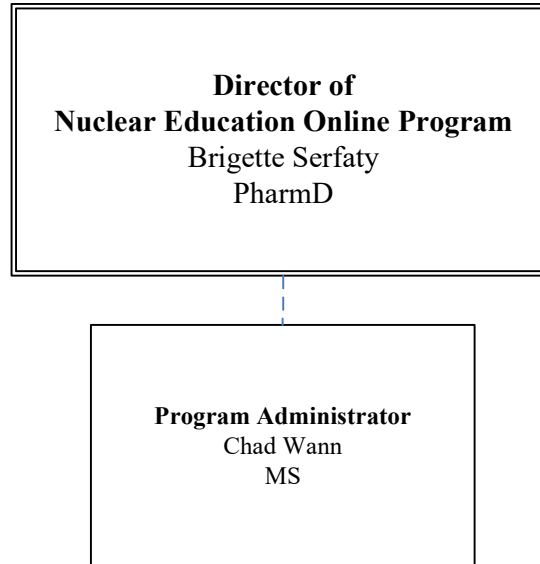 Director of
Nuclear Education Online Program
Brigette Serfaty
PharmD
Program Administrator
Chad Wann
MS